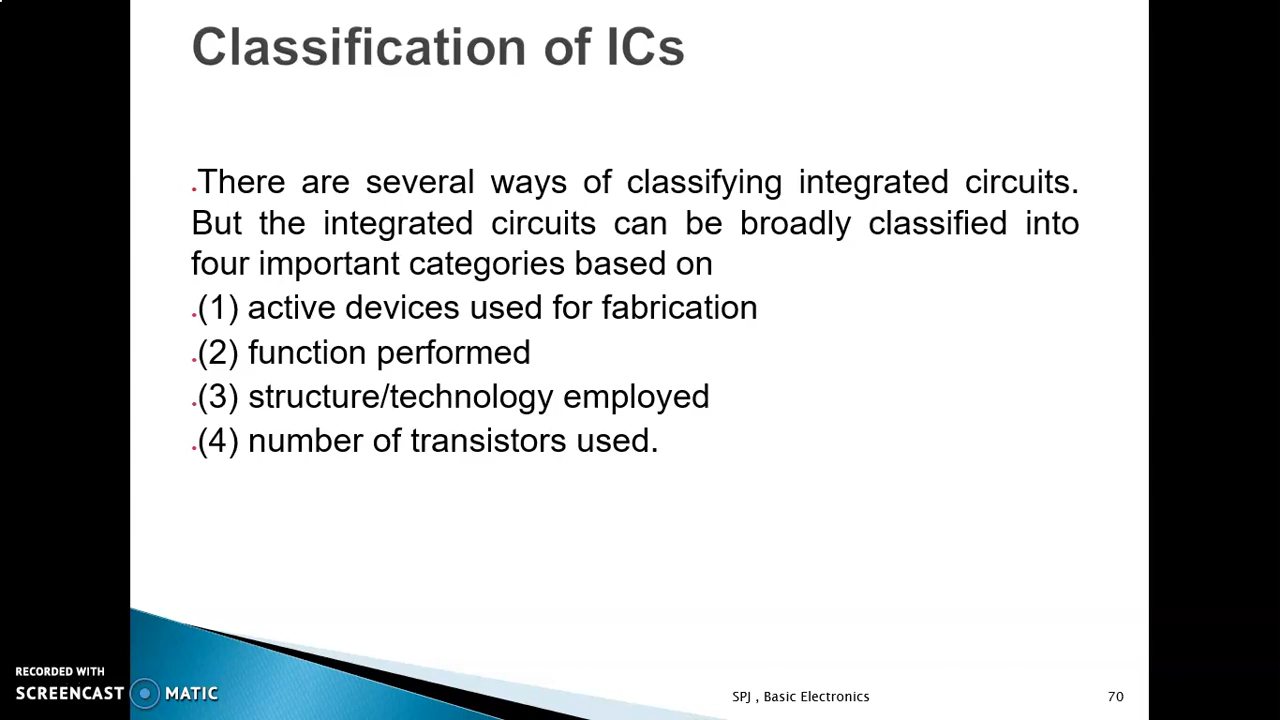 Classification of ICs
.There are several ways of classifying integrated circuits.
But the integrated circuits can be broadly classified into
four important categories based on
.(1) active devices used for fabrication
.(2) function performed
.(3) structure/technology employed
.(4) number of transistors used.
RECORDED WITH
SCREENCAST MATIC
SPJ , Basic Electronics
70